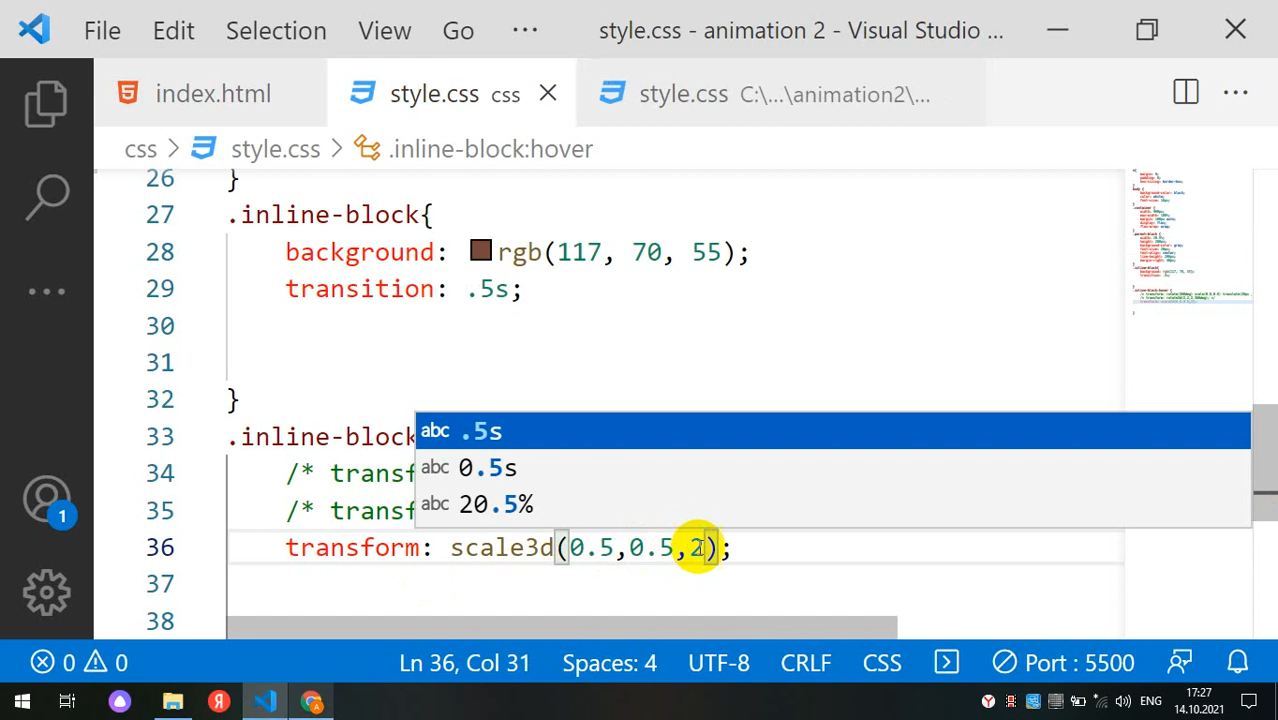 File Edit Selection View Go ··· style.css - animation 2 - Visual Studio ...
index.html style.css css style.css C:\...\animation2\...
css > style.css > .inline-block:hover
26 }
27 .inline-block{
28 background: rgb(117, 70, 55);
29 transition: .5s;
30
31
32 }
33 .inline-block
abc .5s
34 /* transf
abc 0.5s
35 /* transf
abc 20.5%
36 transform: scale3d(0.5,0.5,2);
37
38
1
0 0 Ln 36, Col 31 Spaces: 4 UTF-8 CRLF CSS Port : 5500
ENG 17:27
14.10.2021